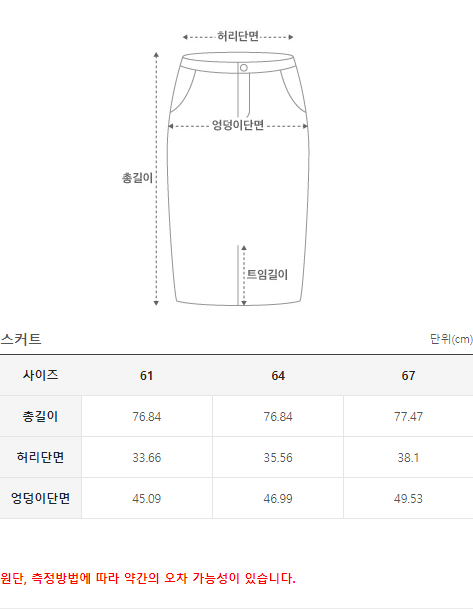 허리단면
엉덩이단면
총길이
트임길이
스커트 단위(cm)
사이즈 61 64 67
총길이 76.84 76.84 77.47
허리단면 33.66 35.56 38.1
엉덩이단면 45.09 46.99 49.53
원단, 측정방법에 따라 약간의 오차 가능성이 있습니다.